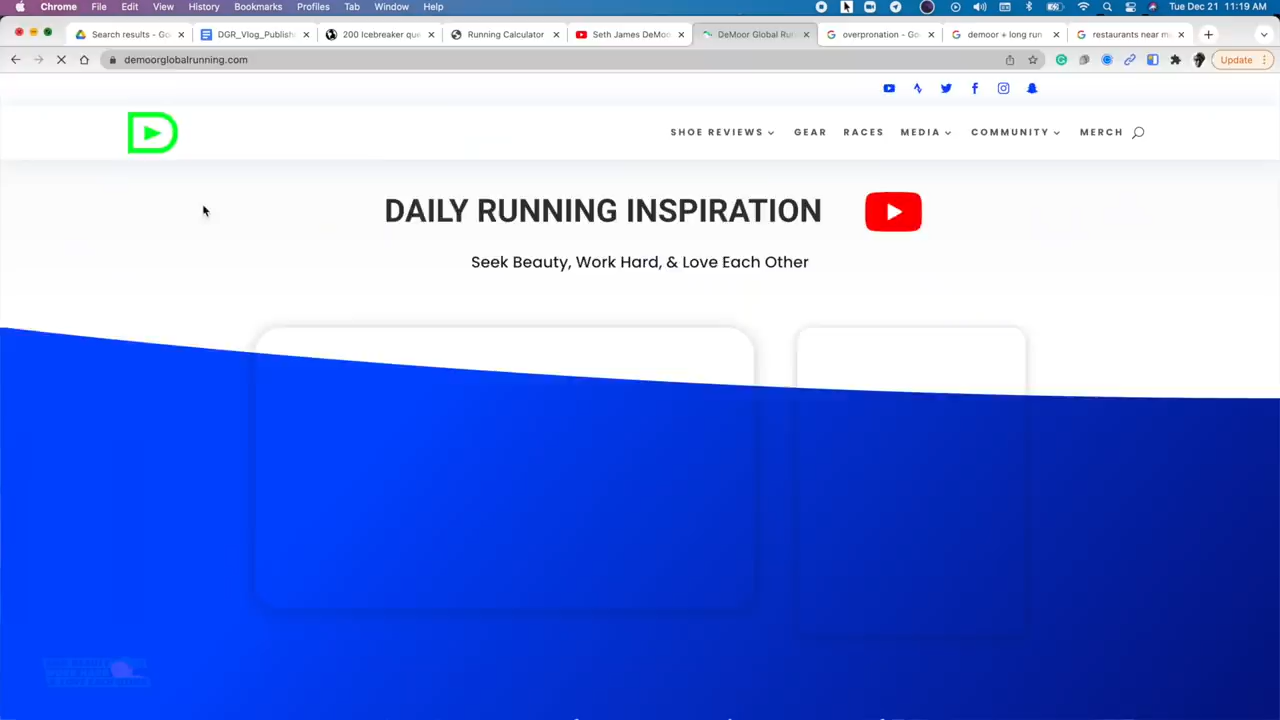 Chrome File Edit View History Bookmarks Profiles Tab Window Help Tue Dec 21 11:19 AM
Search results - Go DGR_Vlog_Publish 200 Icebreaker que Running Calculator Seth James DeMoo DeMoor Global Run overpronation - Go demoor + long run restaurants near m
demoorglobalrunning.com Update
SHOE REVIEWS GEAR RACES MEDIA COMMUNITY MERCH
DAILY RUNNING INSPIRATION
Seek Beauty, Work Hard, & Love Each Other